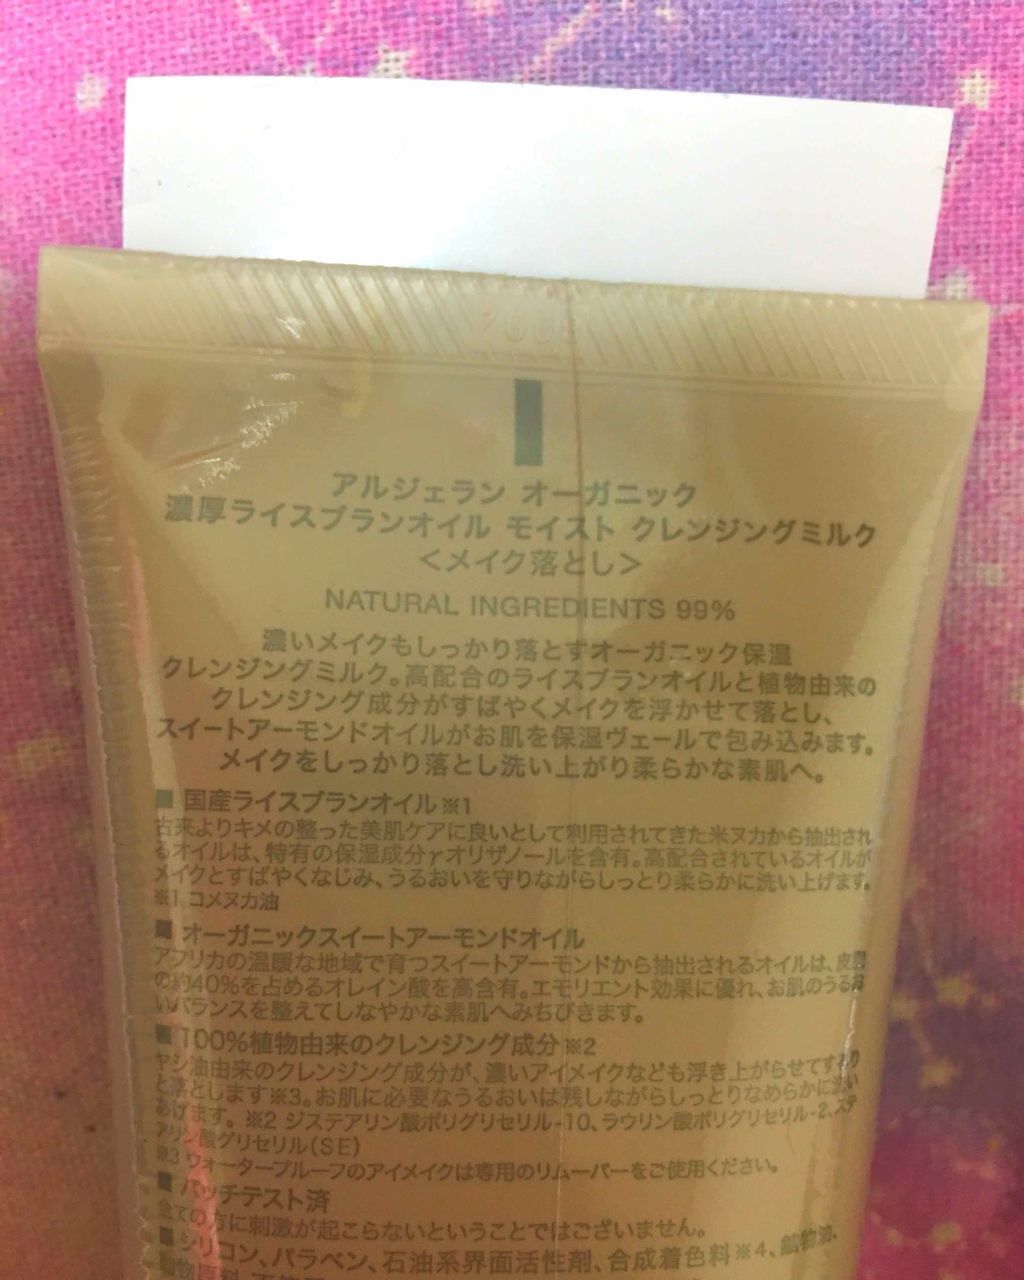 アルジェラン オーガニック
濃厚ライスブランオイル モイスト クレンジングミルク
＜メイク落とし＞
NATURAL INGREDIENTS 99%
濃いメイクもしっかり落とすオーガニック保湿
クレンジングミルク。高配合のライスブランオイルと植物由来の
クレンジング成分がすばやくメイクを浮かせて落とし、
スイートアーモンドオイルがお肌を保湿ヴェールで包み込みます。
メイクをしっかり落とし洗い上がり柔らかな素肌へ。
■ 国産ライスブランオイル※1
古来よりキメの整った美肌ケアに良いとして利用されてきた米ヌカから抽出され
るオイルは、特有の保湿成分γオリザノールを含有。高配合されているオイルが
メイクとすばやくなじみ、うるおいを守りながらしっとり柔らかに洗い上げます。
※1 コメヌカ油
■ オーガニックスイートアーモンドオイル
アフリカの温暖な地域で育つスイートアーモンドから抽出されるオイルは、皮脂
の約40%を占めるオレイン酸を高含有。エモリエント効果に優れ、お肌のうるお
いバランスを整えてしなやかな素肌へみちびきます。
■ 100%植物由来のクレンジング成分※2
ヤシ油由来のクレンジング成分が、濃いアイメイクなども浮き上がらせてすっきり
と落とします※3。お肌に必要なうるおいは残しながらしっとりなめらかに洗い
あげます。 ※2 ジステアリン酸ポリグリセリル-10、ラウリン酸ポリグリセリル-2、ステ
アリン酸グリセリル(SE)
※3 ウォータープルーフのアイメイクは専用のリムーバーをご使用ください。
■ パッチテスト済
全ての方に刺激が起こらないということではございません。
■ シリコン、パラベン、石油系界面活性剤、合成着色料※4、鉱物油、